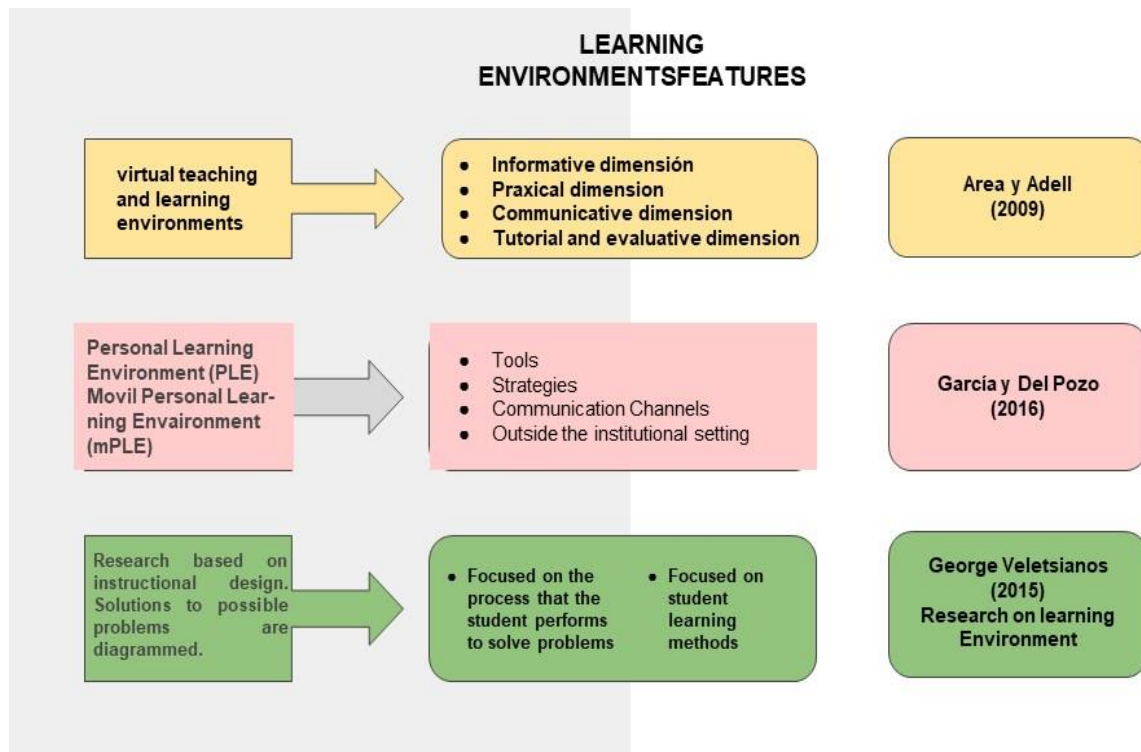 LEARNING
ENVIRONMENTSFEATURES
virtual teaching
and learning
environments
● Informative dimensión
● Praxical dimension
● Communicative dimension
● Tutorial and evaluative dimension
Area y Adell
(2009)
Personal Learning
Environment (PLE)
Movil Personal Lear-
ning Envaironment
(mPLE)
● Tools
● Strategies
● Communication Channels
● Outside the institutional setting
García y Del Pozo
(2016)
Research based on
instructional design.
Solutions to possible
problems are
diagrammed.
● Focused on the
process that the
student performs
to solve problems
● Focused on
student
learning
methods
George Veletsianos
(2015)
Research on learning
Environment